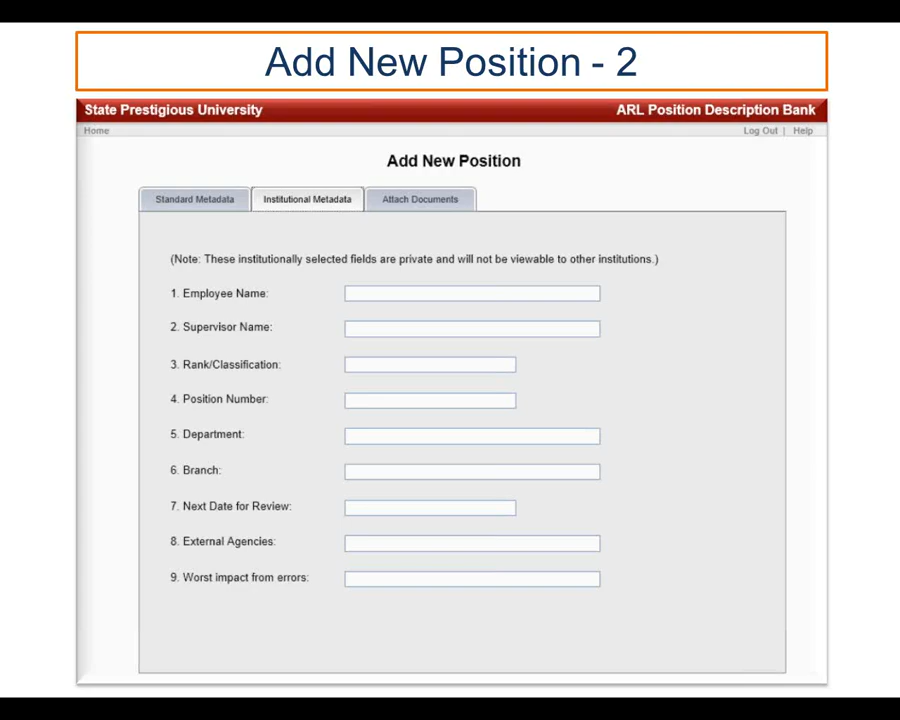 Add New Position - 2
State Prestigious University
ARL Position Description Bank
Home
Log Out | Help
Add New Position
Standard Metadata
Institutional Metadata
Attach Documents
(Note: These institutionally selected fields are private and will not be viewable to other institutions.)
1. Employee Name:
2. Supervisor Name:
3. Rank/Classification:
4. Position Number:
5. Department:
6. Branch:
7. Next Date for Review:
8. External Agencies:
9. Worst impact from errors: